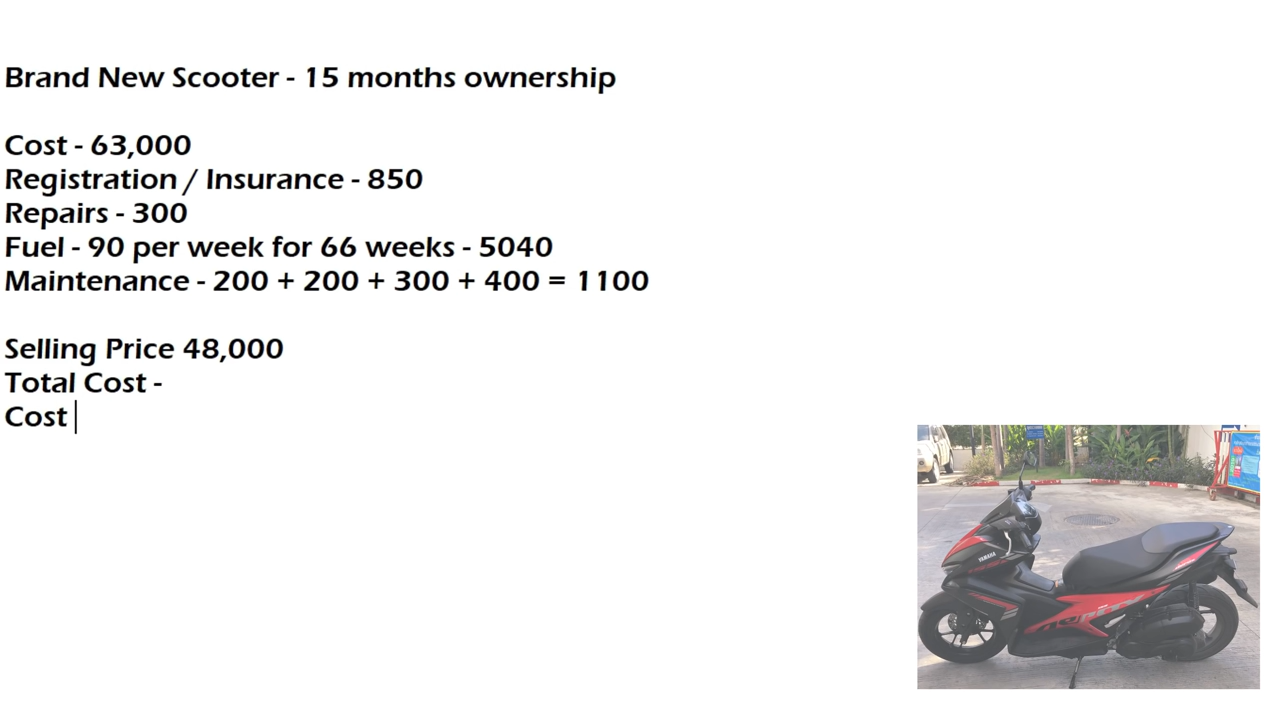 Brand New Scooter - 15 months ownership
Cost - 63,000
Registration / Insurance - 850
Repairs - 300
Fuel - 90 per week for 66 weeks - 5040
Maintenance - 200 + 200 + 300 + 400 = 1100
Selling Price 48,000
Total Cost -
Cost
YAMAHA